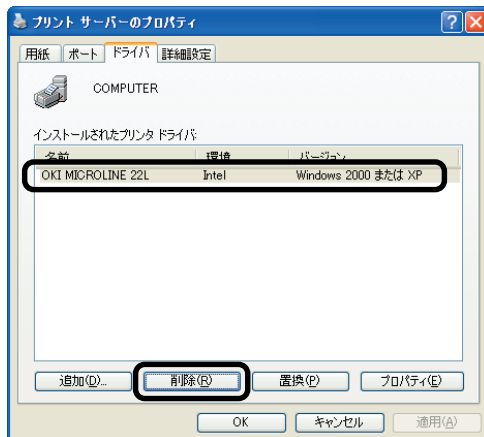 プリント サーバーのプロパティ
用紙 ポート ドライバ 詳細設定
COMPUTER
インストールされたプリンタ ドライバ:
名前 環境 バージョン
OKI MICROLINE 22L Intel Windows 2000 または XP
追加(D)... 削除(R) 置換(P) プロパティ(E)
OK キャンセル 適用(A)